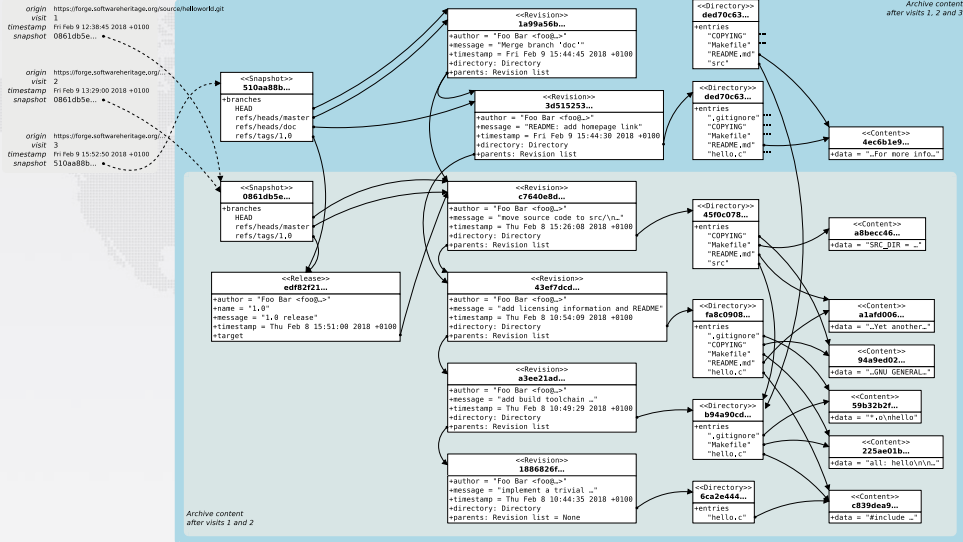 origin https://forge.softwareheritage.org/source/helloworld.git
visit 1
timestamp Fri Feb 9 12:38:45 2018 +0100
snapshot 0861db5e...
origin https://forge.softwareheritage.org/...
visit 2
timestamp Fri Feb 9 13:29:00 2018 +0100
snapshot 0861db5e...
origin https://forge.softwareheritage.org/...
visit 3
timestamp Fri Feb 9 15:52:50 2018 +0100
snapshot 510aa88b...
<<Snapshot>>
510aa88b...
+branches
HEAD
refs/heads/master
refs/heads/doc
refs/tags/1.0
<<Snapshot>>
0861db5e...
+branches
HEAD
refs/heads/master
refs/tags/1.0
<<Release>>
edf82f21...
+author = "Foo Bar <foo@…>"
+name = "1.0"
+message = "1.0 release"
+timestamp = Thu Feb 8 15:51:00 2018 +0100
+target
<<Revision>>
1a99a56b...
+author = "Foo Bar <foo@…>"
+message = "Merge branch 'doc'"
+timestamp = Fri Feb 9 15:44:45 2018 +0100
+directory: Directory
+parents: Revision list
<<Revision>>
3d515253...
+author = "Foo Bar <foo@…>"
+message = "README: add homepage link"
+timestamp = Fri Feb 9 15:44:30 2018 +0100
+directory: Directory
+parents: Revision list
<<Revision>>
c7640e8d...
+author = "Foo Bar <foo@…>"
+message = "move source code to src/\n…"
+timestamp = Thu Feb 8 15:26:08 2018 +0100
+directory: Directory
+parents: Revision list
<<Revision>>
43ef7dcd...
+author = "Foo Bar <foo@…>"
+message = "add licensing information and README"
+timestamp = Thu Feb 8 10:54:09 2018 +0100
+directory: Directory
+parents: Revision list
<<Revision>>
a3ee21ad...
+author = "Foo Bar <foo@…>"
+message = "add build toolchain …"
+timestamp = Thu Feb 8 10:49:29 2018 +0100
+directory: Directory
+parents: Revision list
<<Revision>>
1886826f...
+author = "Foo Bar <foo@…>"
+message = "implement a trivial …"
+timestamp = Thu Feb 8 10:44:35 2018 +0100
+directory: Directory
+parents: Revision list = None
<<Directory>>
ded70c63...
+entries
"COPYING"
"Makefile"
"README.md"
"src"
<<Directory>>
ded70c63...
+entries
".gitignore"
"COPYING"
"Makefile"
"README.md"
"hello.c"
<<Directory>>
45f0c078...
+entries
"COPYING"
"Makefile"
"README.md"
"src"
<<Directory>>
fa8c0908...
+entries
".gitignore"
"COPYING"
"Makefile"
"README.md"
"hello.c"
<<Directory>>
b94a90cd...
+entries
".gitignore"
"Makefile"
"hello.c"
<<Directory>>
6ca2e444...
+entries
"hello.c"
Archive content
after visits 1, 2 and 3
<<Content>>
4ec6b1e9...
+data = "…For more info…"
<<Content>>
a8becc46...
+data = "SRC_DIR = …"
<<Content>>
a1afd006...
+data = "…Yet another…"
<<Content>>
94a9ed02...
+data = "…GNU GENERAL…"
<<Content>>
59b32b2f...
+data = "*.o\nhello"
<<Content>>
225ae01b...
+data = "all: hello\n\n…"
<<Content>>
c839dea9...
+data = "#include …"
Archive content
after visits 1 and 2